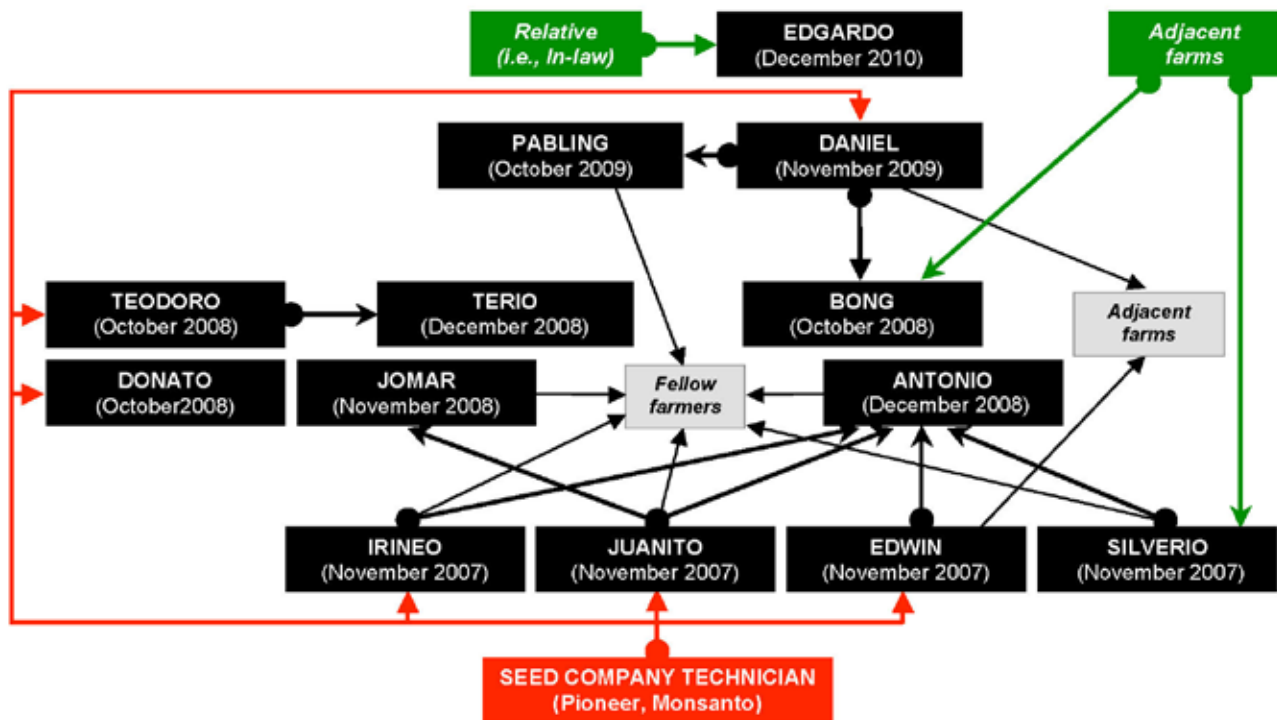 Relative
(i.e., In-law)
EDGARDO
(December 2010)
Adjacent
farms
PABLING
(October 2009)
DANIEL
(November 2009)
TEODORO
(October 2008)
TERIO
(December 2008)
BONG
(October 2008)
Adjacent
farms
DONATO
(October2008)
JOMAR
(November 2008)
Fellow
farmers
ANTONIO
(December 2008)
IRINEO
(November 2007)
JUANITO
(November 2007)
EDWIN
(November 2007)
SILVERIO
(November 2007)
SEED COMPANY TECHNICIAN
(Pioneer, Monsanto)